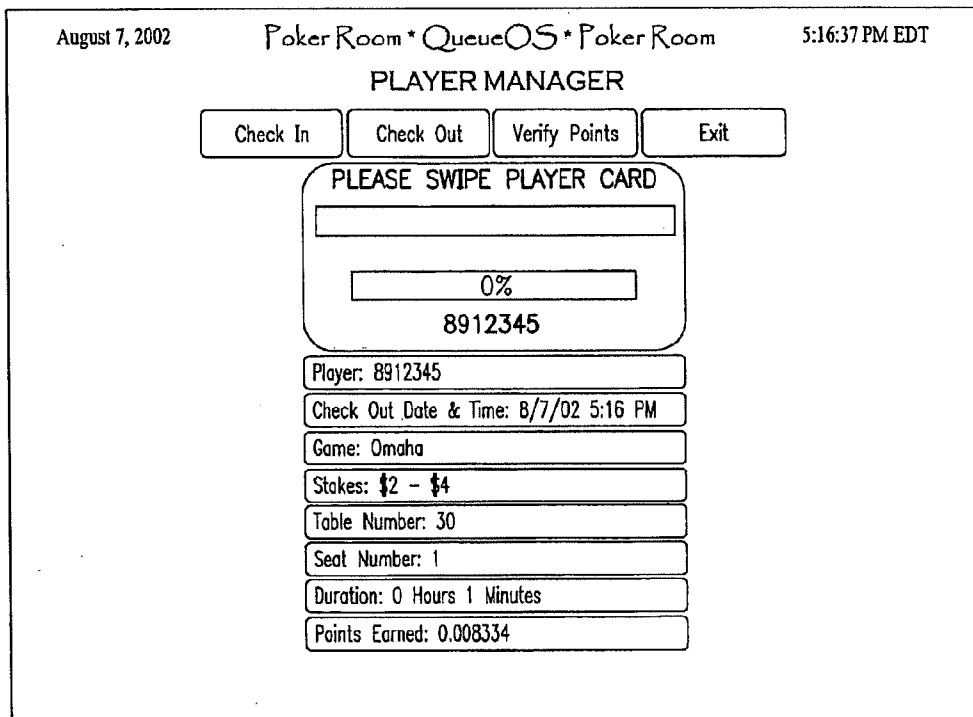 August 7, 2002 Poker Room * QueueOS * Poker Room 5:16:37 PM EDT
PLAYER MANAGER
Check In Check Out Verify Points Exit
PLEASE SWIPE PLAYER CARD
0%
8912345
Player: 8912345
Check Out Date & Time: 8/7/02 5:16 PM
Game: Omaha
Stakes: $2 - $4
Table Number: 30
Seat Number: 1
Duration: 0 Hours 1 Minutes
Points Earned: 0.008334